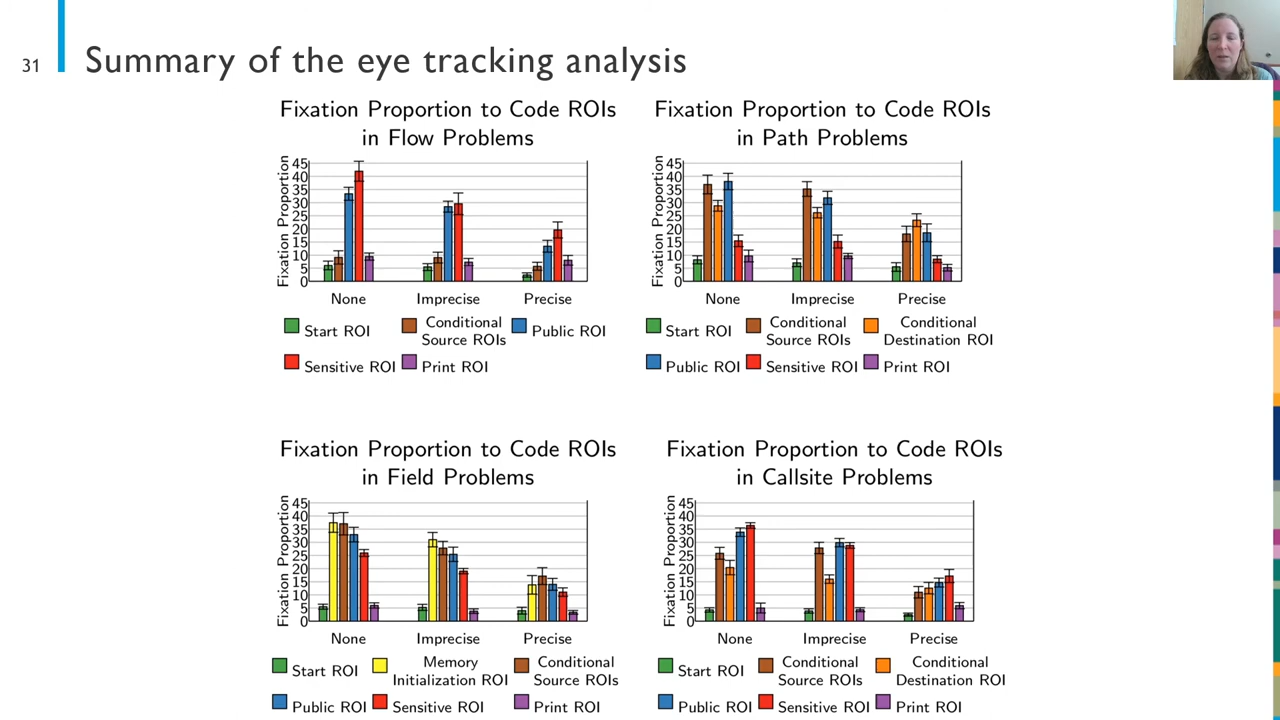 31
Summary of the eye tracking analysis
Fixation Proportion to Code ROIs
in Flow Problems
Fixation Proportion
45
40
35
30
25
20
15
10
5
0
None
Imprecise
Precise
Start ROI
Conditional
Source ROIs
Public ROI
Sensitive ROI
Print ROI
Fixation Proportion to Code ROIs
in Path Problems
Fixation Proportion
45
40
35
30
25
20
15
10
5
0
None
Imprecise
Precise
Start ROI
Conditional
Source ROIs
Conditional
Destination ROI
Public ROI
Sensitive ROI
Print ROI
Fixation Proportion to Code ROIs
in Field Problems
Fixation Proportion
45
40
35
30
25
20
15
10
5
0
None
Imprecise
Precise
Start ROI
Memory
Initialization ROI
Conditional
Source ROIs
Public ROI
Sensitive ROI
Print ROI
Fixation Proportion to Code ROIs
in Callsite Problems
Fixation Proportion
45
40
35
30
25
20
15
10
5
0
None
Imprecise
Precise
Start ROI
Conditional
Source ROIs
Conditional
Destination ROI
Public ROI
Sensitive ROI
Print ROI